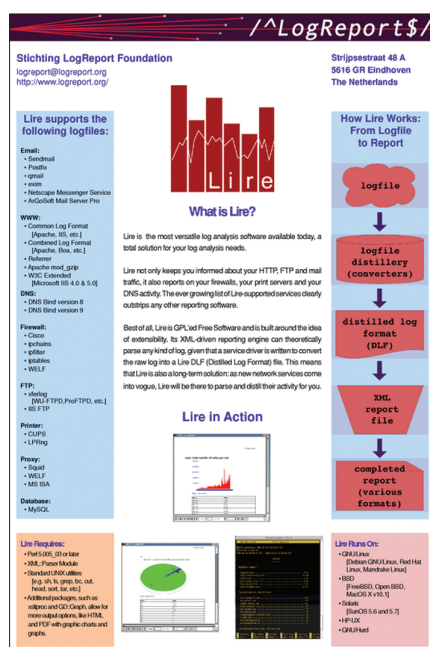 /^LogReport$/
Stichting LogReport Foundation
logreport@logreport.org
http://www.logreport.org/
Strijpsestraat 48 A
5616 GR Eindhoven
The Netherlands
Lire supports the
following logfiles:
Email:
• Sendmail
• Postfix
• qmail
• exim
• Netscape Messenger Service
• ArGoSoft Mail Server Pro
WWW:
• Common Log Format
[Apache, IIS, etc.]
• Combined Log Format
[Apache, Boa, etc.]
• Referrer
• Apache mod_gzip
• W3C Extended
[Microsoft IIS 4.0 & 5.0]
DNS:
• DNS Bind version 8
• DNS Bind version 9
Firewall:
• Cisco
• ipchains
• ipfilter
• iptables
• WELF
FTP:
• xferlog
[WU-FTPD,ProFTPD, etc.]
• IIS FTP
Printer:
• CUPS
• LPRng
Proxy:
• Squid
• WELF
• MS ISA
Database:
• MySQL
Lire
What is Lire?
Lire is the most versatile log analysis software available today, a
total solution for your log analysis needs.
Lire not only keeps you informed about your HTTP, FTP and mail
traffic, it also reports on your firewalls, your print servers and your
DNS activity. The ever growing list of Lire-supported services clearly
outstrips any other reporting software.
Best of all, Lire is GPL'ed Free Software and is built around the idea
of extensibility. Its XML-driven reporting engine can theoretically
parse any kind of log, given that a service driver is written to convert
the raw log into a Lire DLF (Distilled Log Format) file. This means
that Lire is also a long-term solution: as new network services come
into vogue, Lire will be there to parse and distil their activity for you.
Lire in Action
How Lire Works:
From Logfile
to Report
logfile
logfile
distillery
(converters)
distilled log
format
(DLF)
XML
report
file
completed
report
(various
formats)
Lire Requires:
• Perl 5.005_03 or later
• XML::Parser Module
• Standard UNIX utilities
[e.g. sh, ls, grep, bc, cut,
head, sort, tar, etc.]
• Additional packages, such as
xsltproc and GD::Graph, allow for
more output options, like HTML
and PDF with graphic charts and
graphs.
Lire Runs On:
• GNU/Linux
[Debian GNU/Linux, Red Hat
Linux, Mandrake Linux]
• BSD
[FreeBSD, Open BSD,
MacOS X v10.1]
• Solaris
[SunOS 5.6 and 5.7]
• HP-UX
• GNU/Hurd